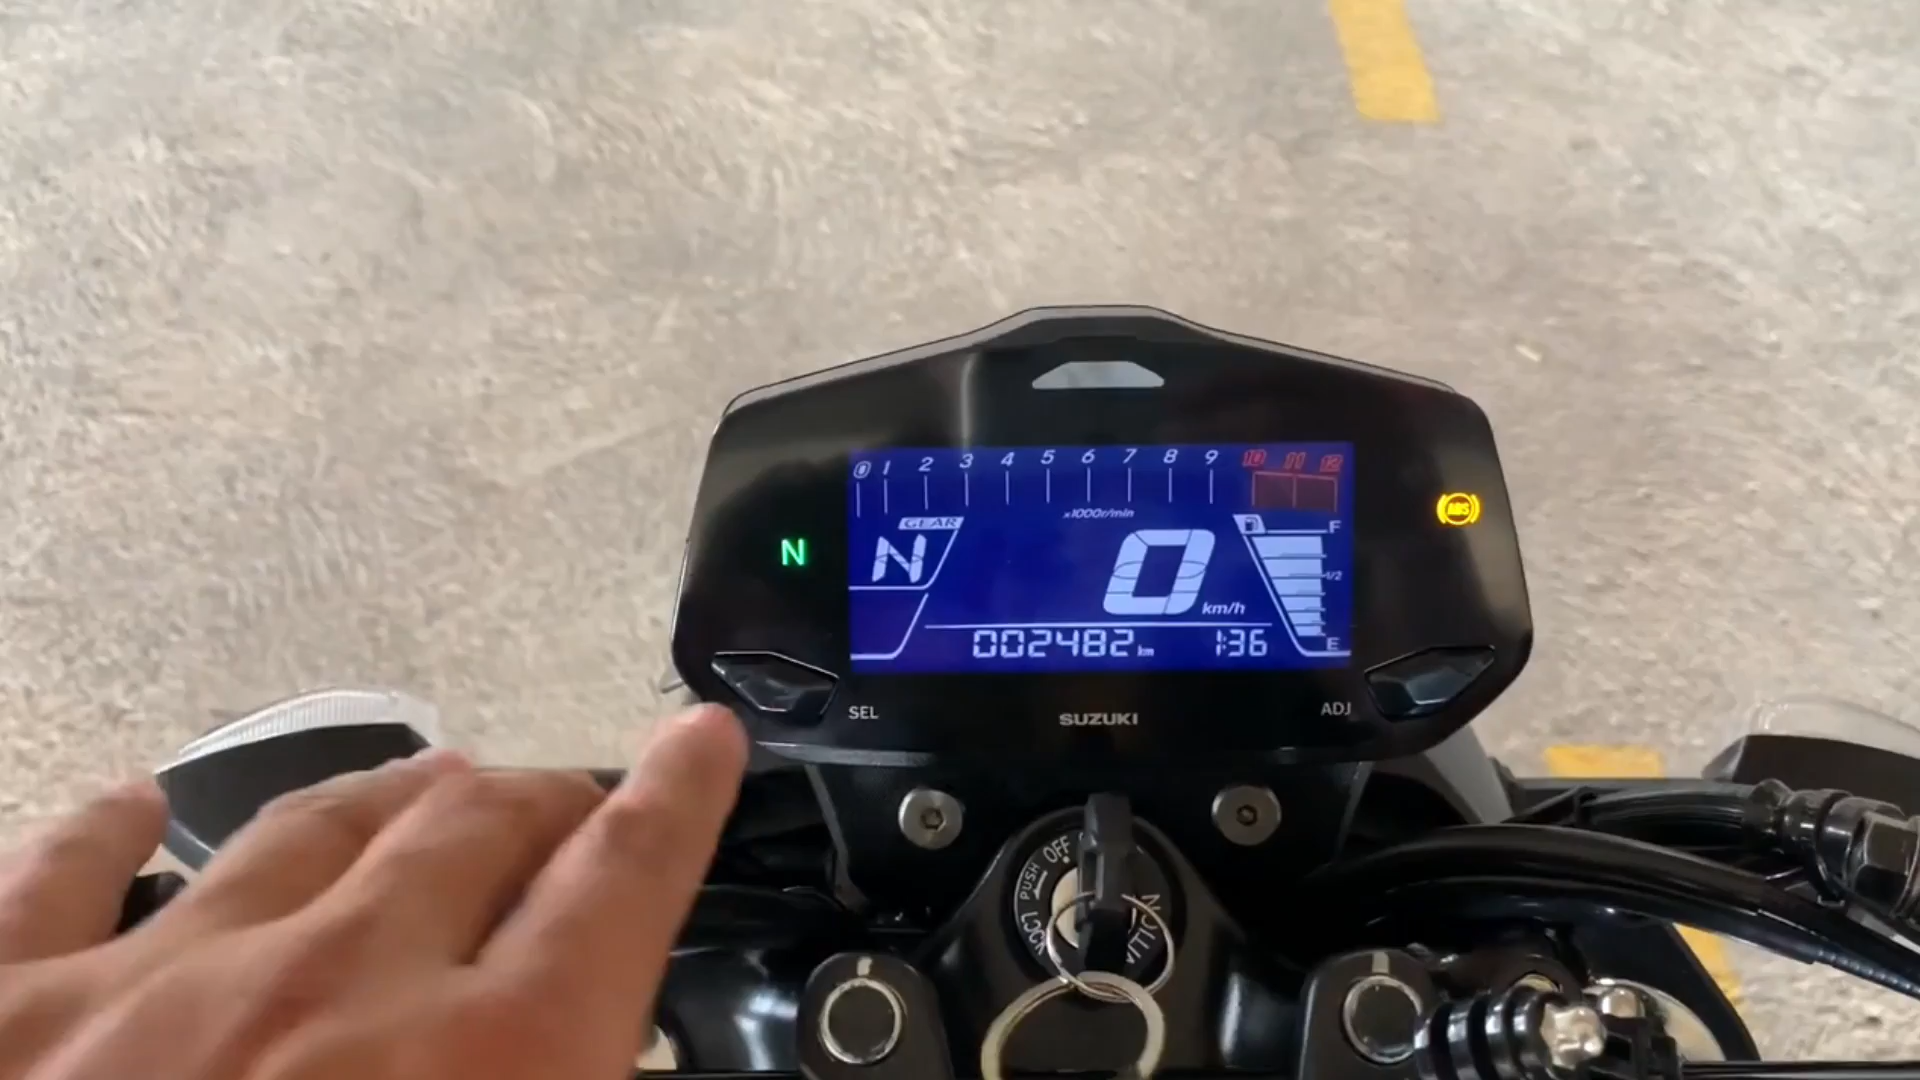 0 1 2 3 4 5 6 7 8 9 10 11 12
x1000r/min
GEAR
N
N
0 km/h
F
1/2
E
ABS
002482 km 1:36
SEL
SUZUKI
ADJ
OFF
PUSH
LOCK